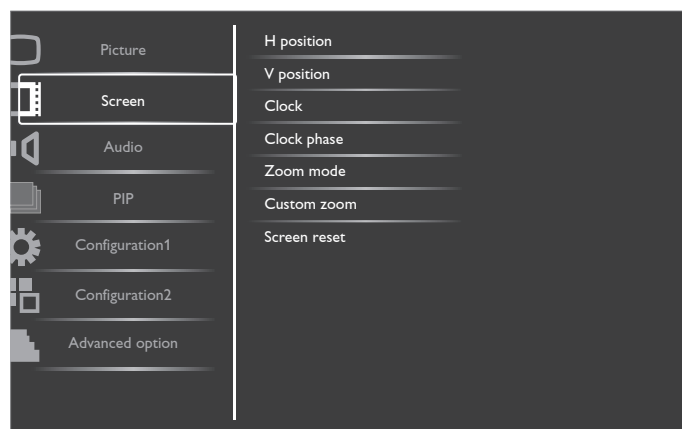 Picture
Screen
Audio
PIP
Configuration1
Configuration2
Advanced option
H position
V position
Clock
Clock phase
Zoom mode
Custom zoom
Screen reset